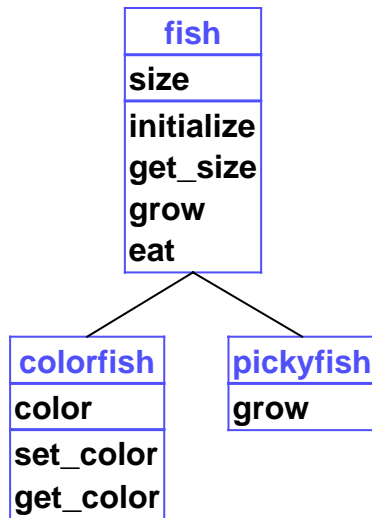 fish
size
initialize
get_size
grow
eat
colorfish
color
set_color
get_color
pickyfish
grow